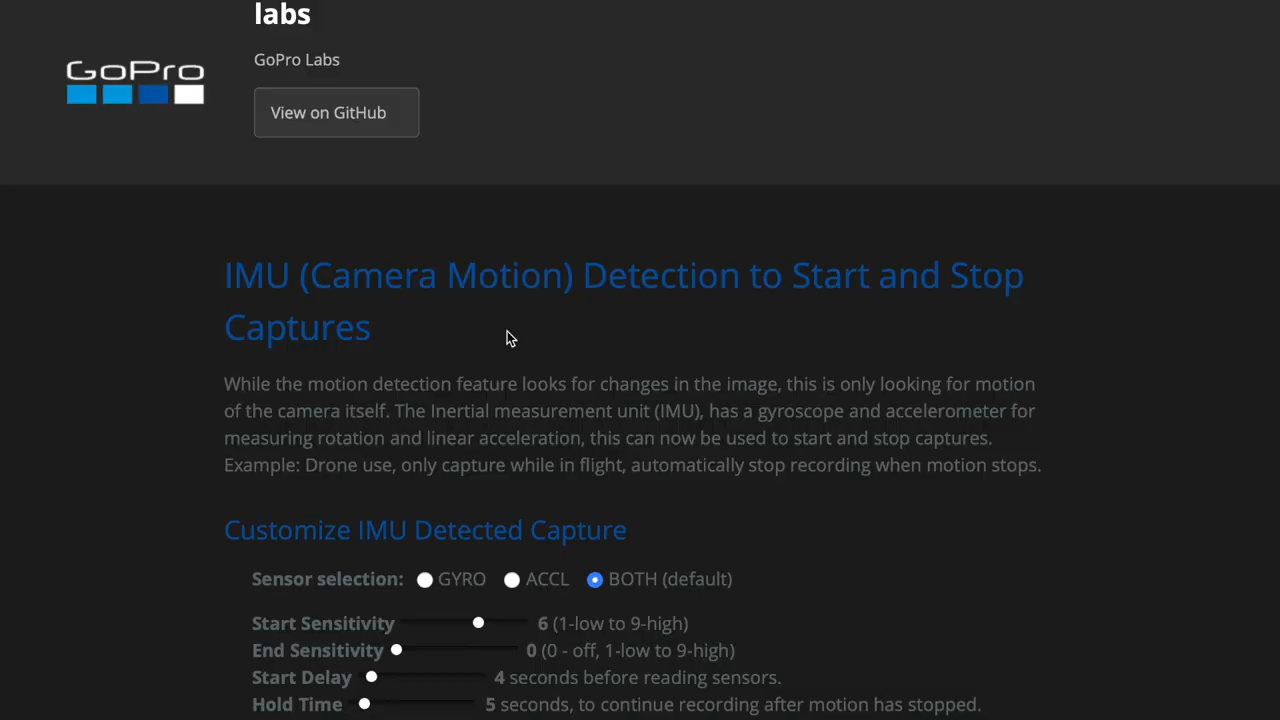 labs
GoPro
GoPro Labs
View on GitHub
IMU (Camera Motion) Detection to Start and Stop
Captures
While the motion detection feature looks for changes in the image, this is only looking for motion
of the camera itself. The Inertial measurement unit (IMU), has a gyroscope and accelerometer for
measuring rotation and linear acceleration, this can now be used to start and stop captures.
Example: Drone use, only capture while in flight, automatically stop recording when motion stops.
Customize IMU Detected Capture
Sensor selection: GYRO ACCL BOTH (default)
Start Sensitivity 6 (1-low to 9-high)
End Sensitivity 0 (0 - off, 1-low to 9-high)
Start Delay 4 seconds before reading sensors.
Hold Time 5 seconds, to continue recording after motion has stopped.